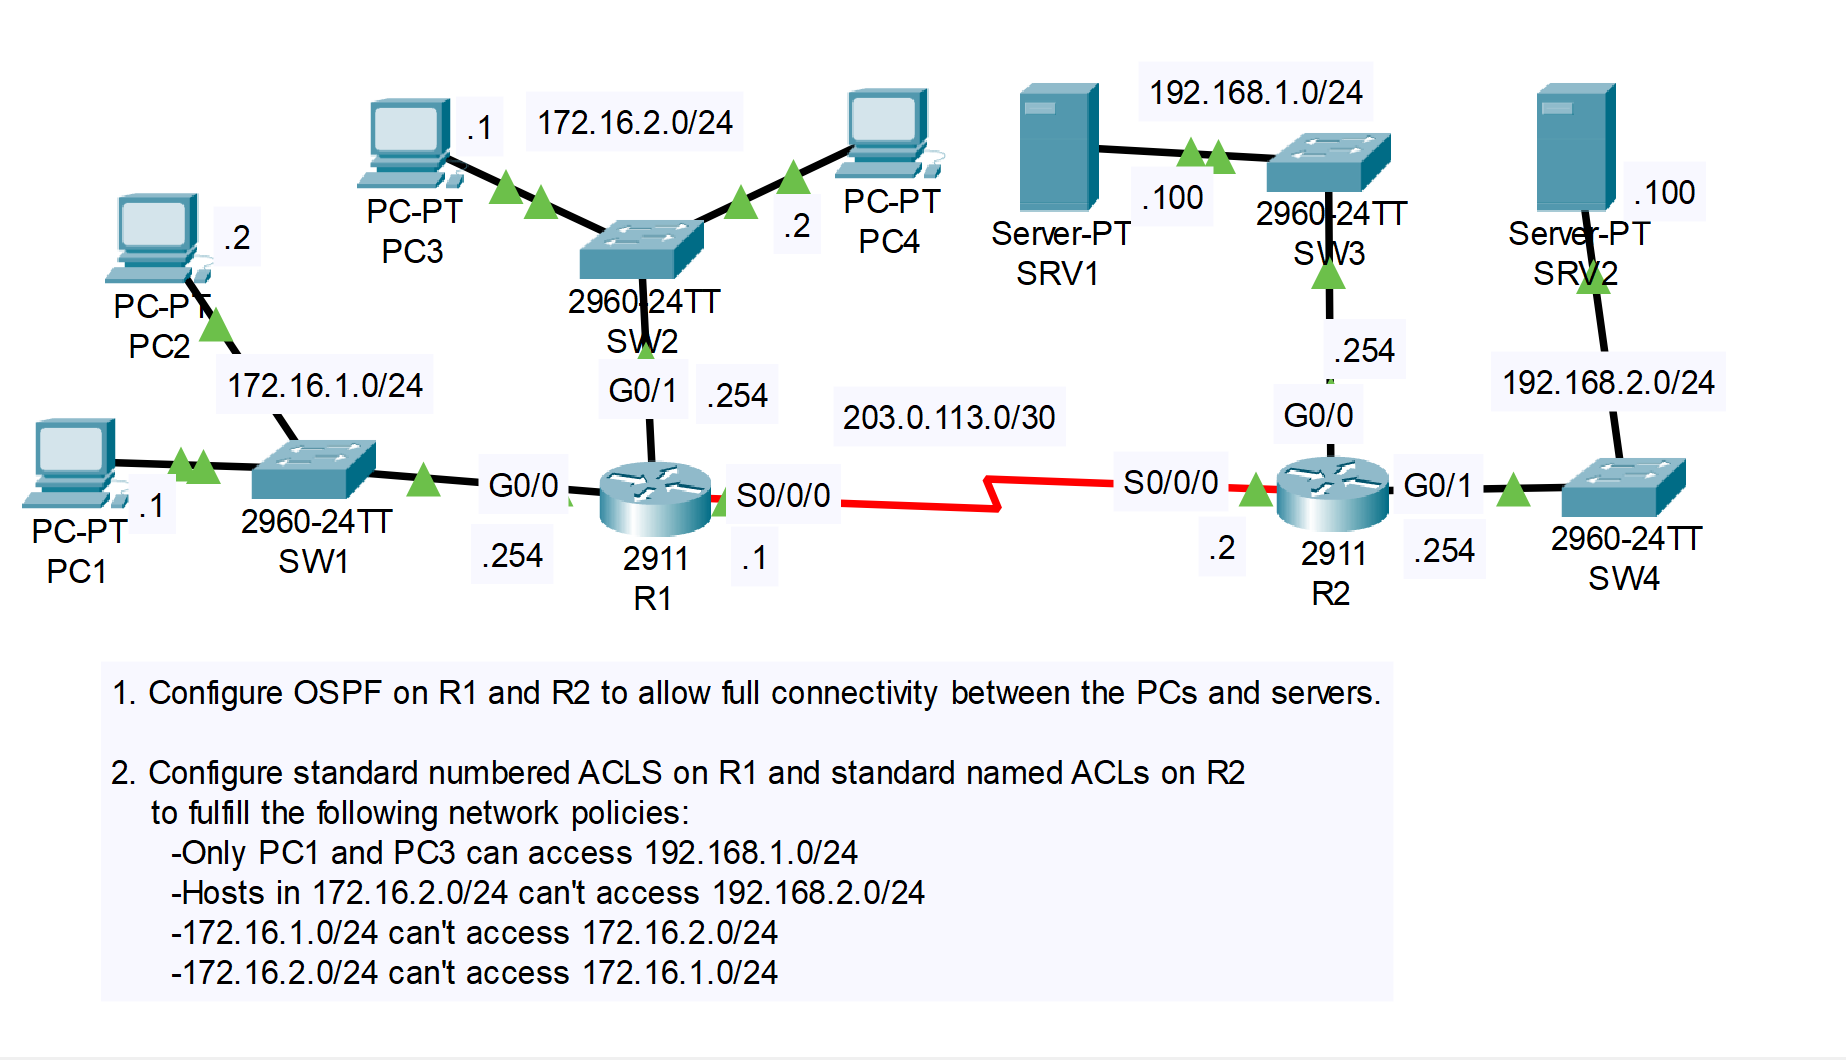 192.168.1.0/24
172.16.2.0/24
.1
PC-PT
PC3
PC-PT
PC4
.2
.2
PC-PT
PC2
2960-24TT
SW2
Server-PT
SRV1
.100
2960-24TT
SW3
Server-PT
SRV2
.100
172.16.1.0/24
G0/1
.254
203.0.113.0/30
.254
G0/0
192.168.2.0/24
PC-PT
PC1
.1
2960-24TT
SW1
G0/0
.254
2911
R1
S0/0/0
.1
S0/0/0
.2
2911
R2
G0/1
.254
2960-24TT
SW4
1. Configure OSPF on R1 and R2 to allow full connectivity between the PCs and servers.
2. Configure standard numbered ACLS on R1 and standard named ACLs on R2
to fulfill the following network policies:
-Only PC1 and PC3 can access 192.168.1.0/24
-Hosts in 172.16.2.0/24 can't access 192.168.2.0/24
-172.16.1.0/24 can't access 172.16.2.0/24
-172.16.2.0/24 can't access 172.16.1.0/24